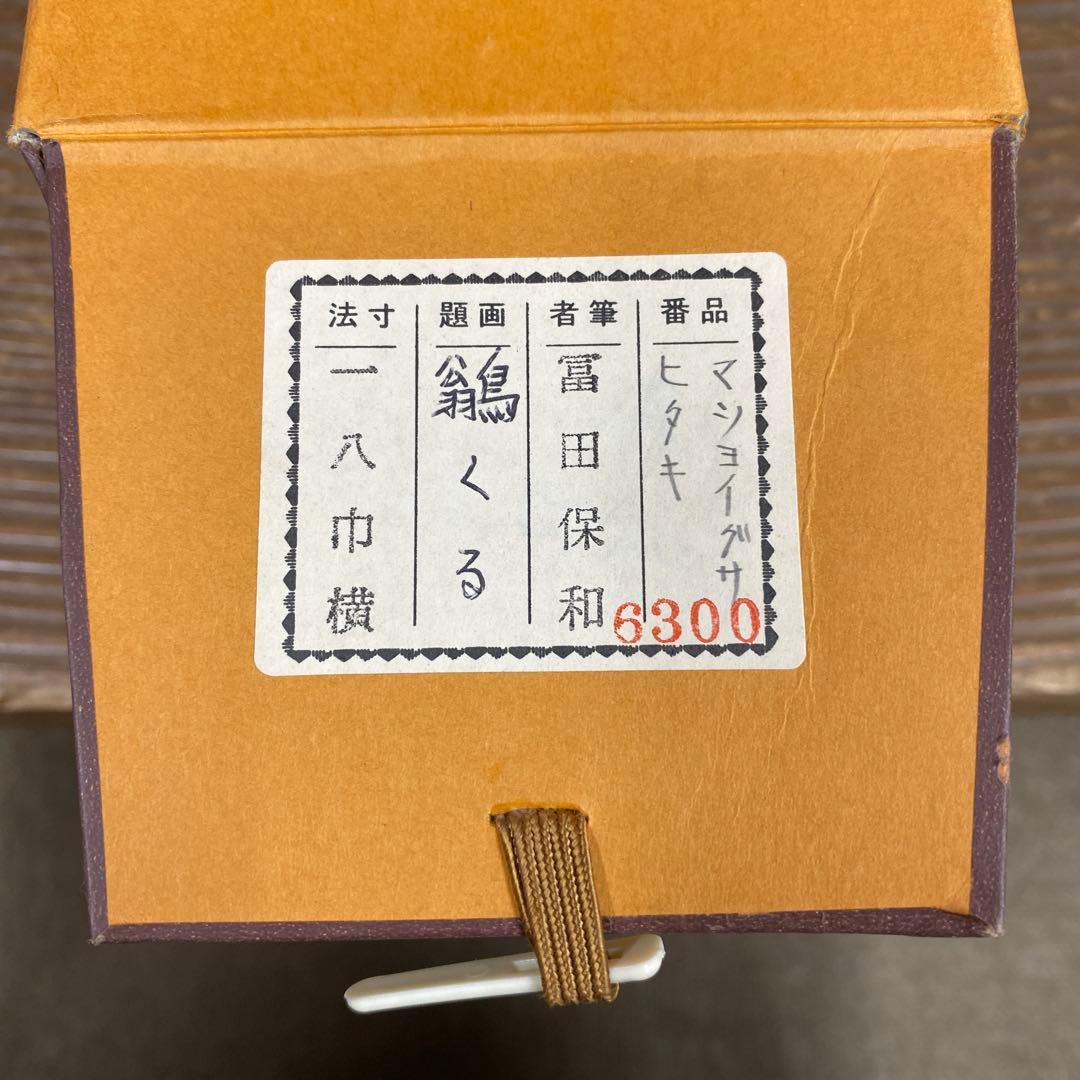 品番
マツヨイグサ
ヒタキ
6300
筆者
冨田保和
画題
鶲くる
寸法
一八巾横